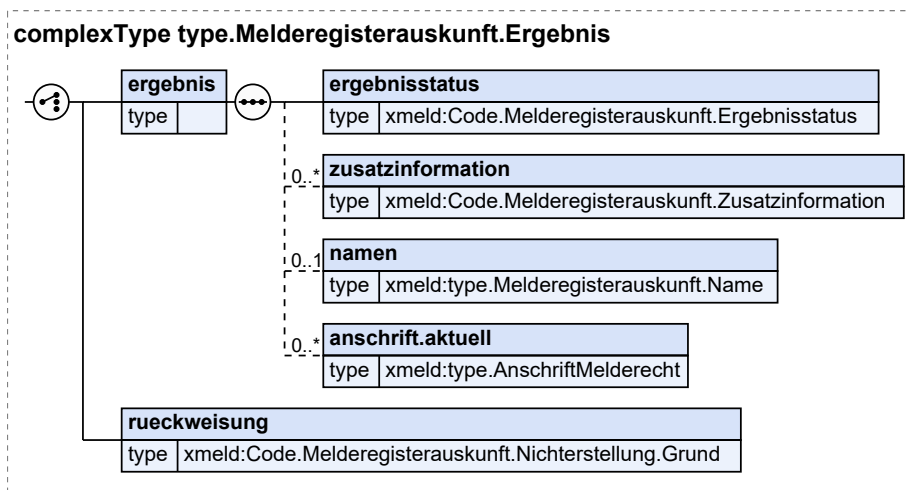 complexType type.Melderegisterauskunft.Ergebnis
ergebnis
type
ergebnisstatus
type xmeld:Code.Melderegisterauskunft.Ergebnisstatus
0..* zusatzinformation
type xmeld:Code.Melderegisterauskunft.Zusatzinformation
0..1 namen
type xmeld:type.Melderegisterauskunft.Name
0..* anschrift.aktuell
type xmeld:type.AnschriftMelderecht
rueckweisung
type xmeld:Code.Melderegisterauskunft.Nichterstellung.Grund